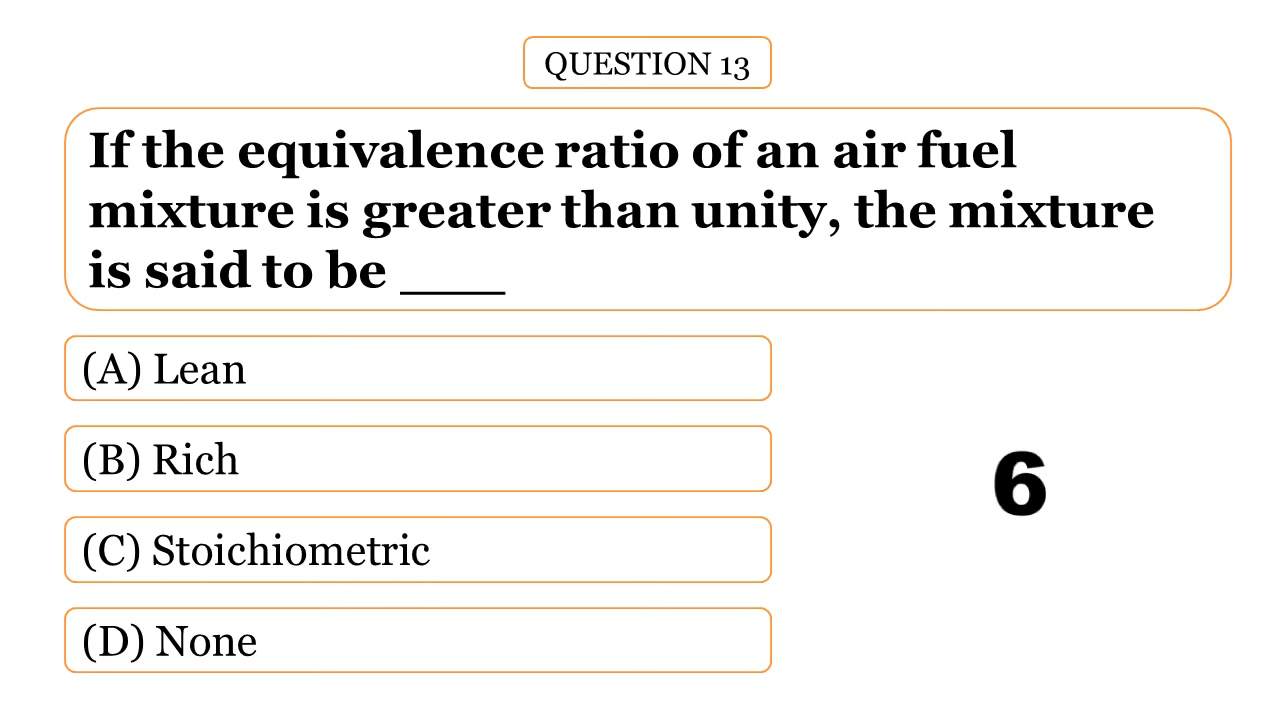 QUESTION 13
If the equivalence ratio of an air fuel
mixture is greater than unity, the mixture
is said to be ____
(A) Lean
(B) Rich
(C) Stoichiometric
(D) None
6